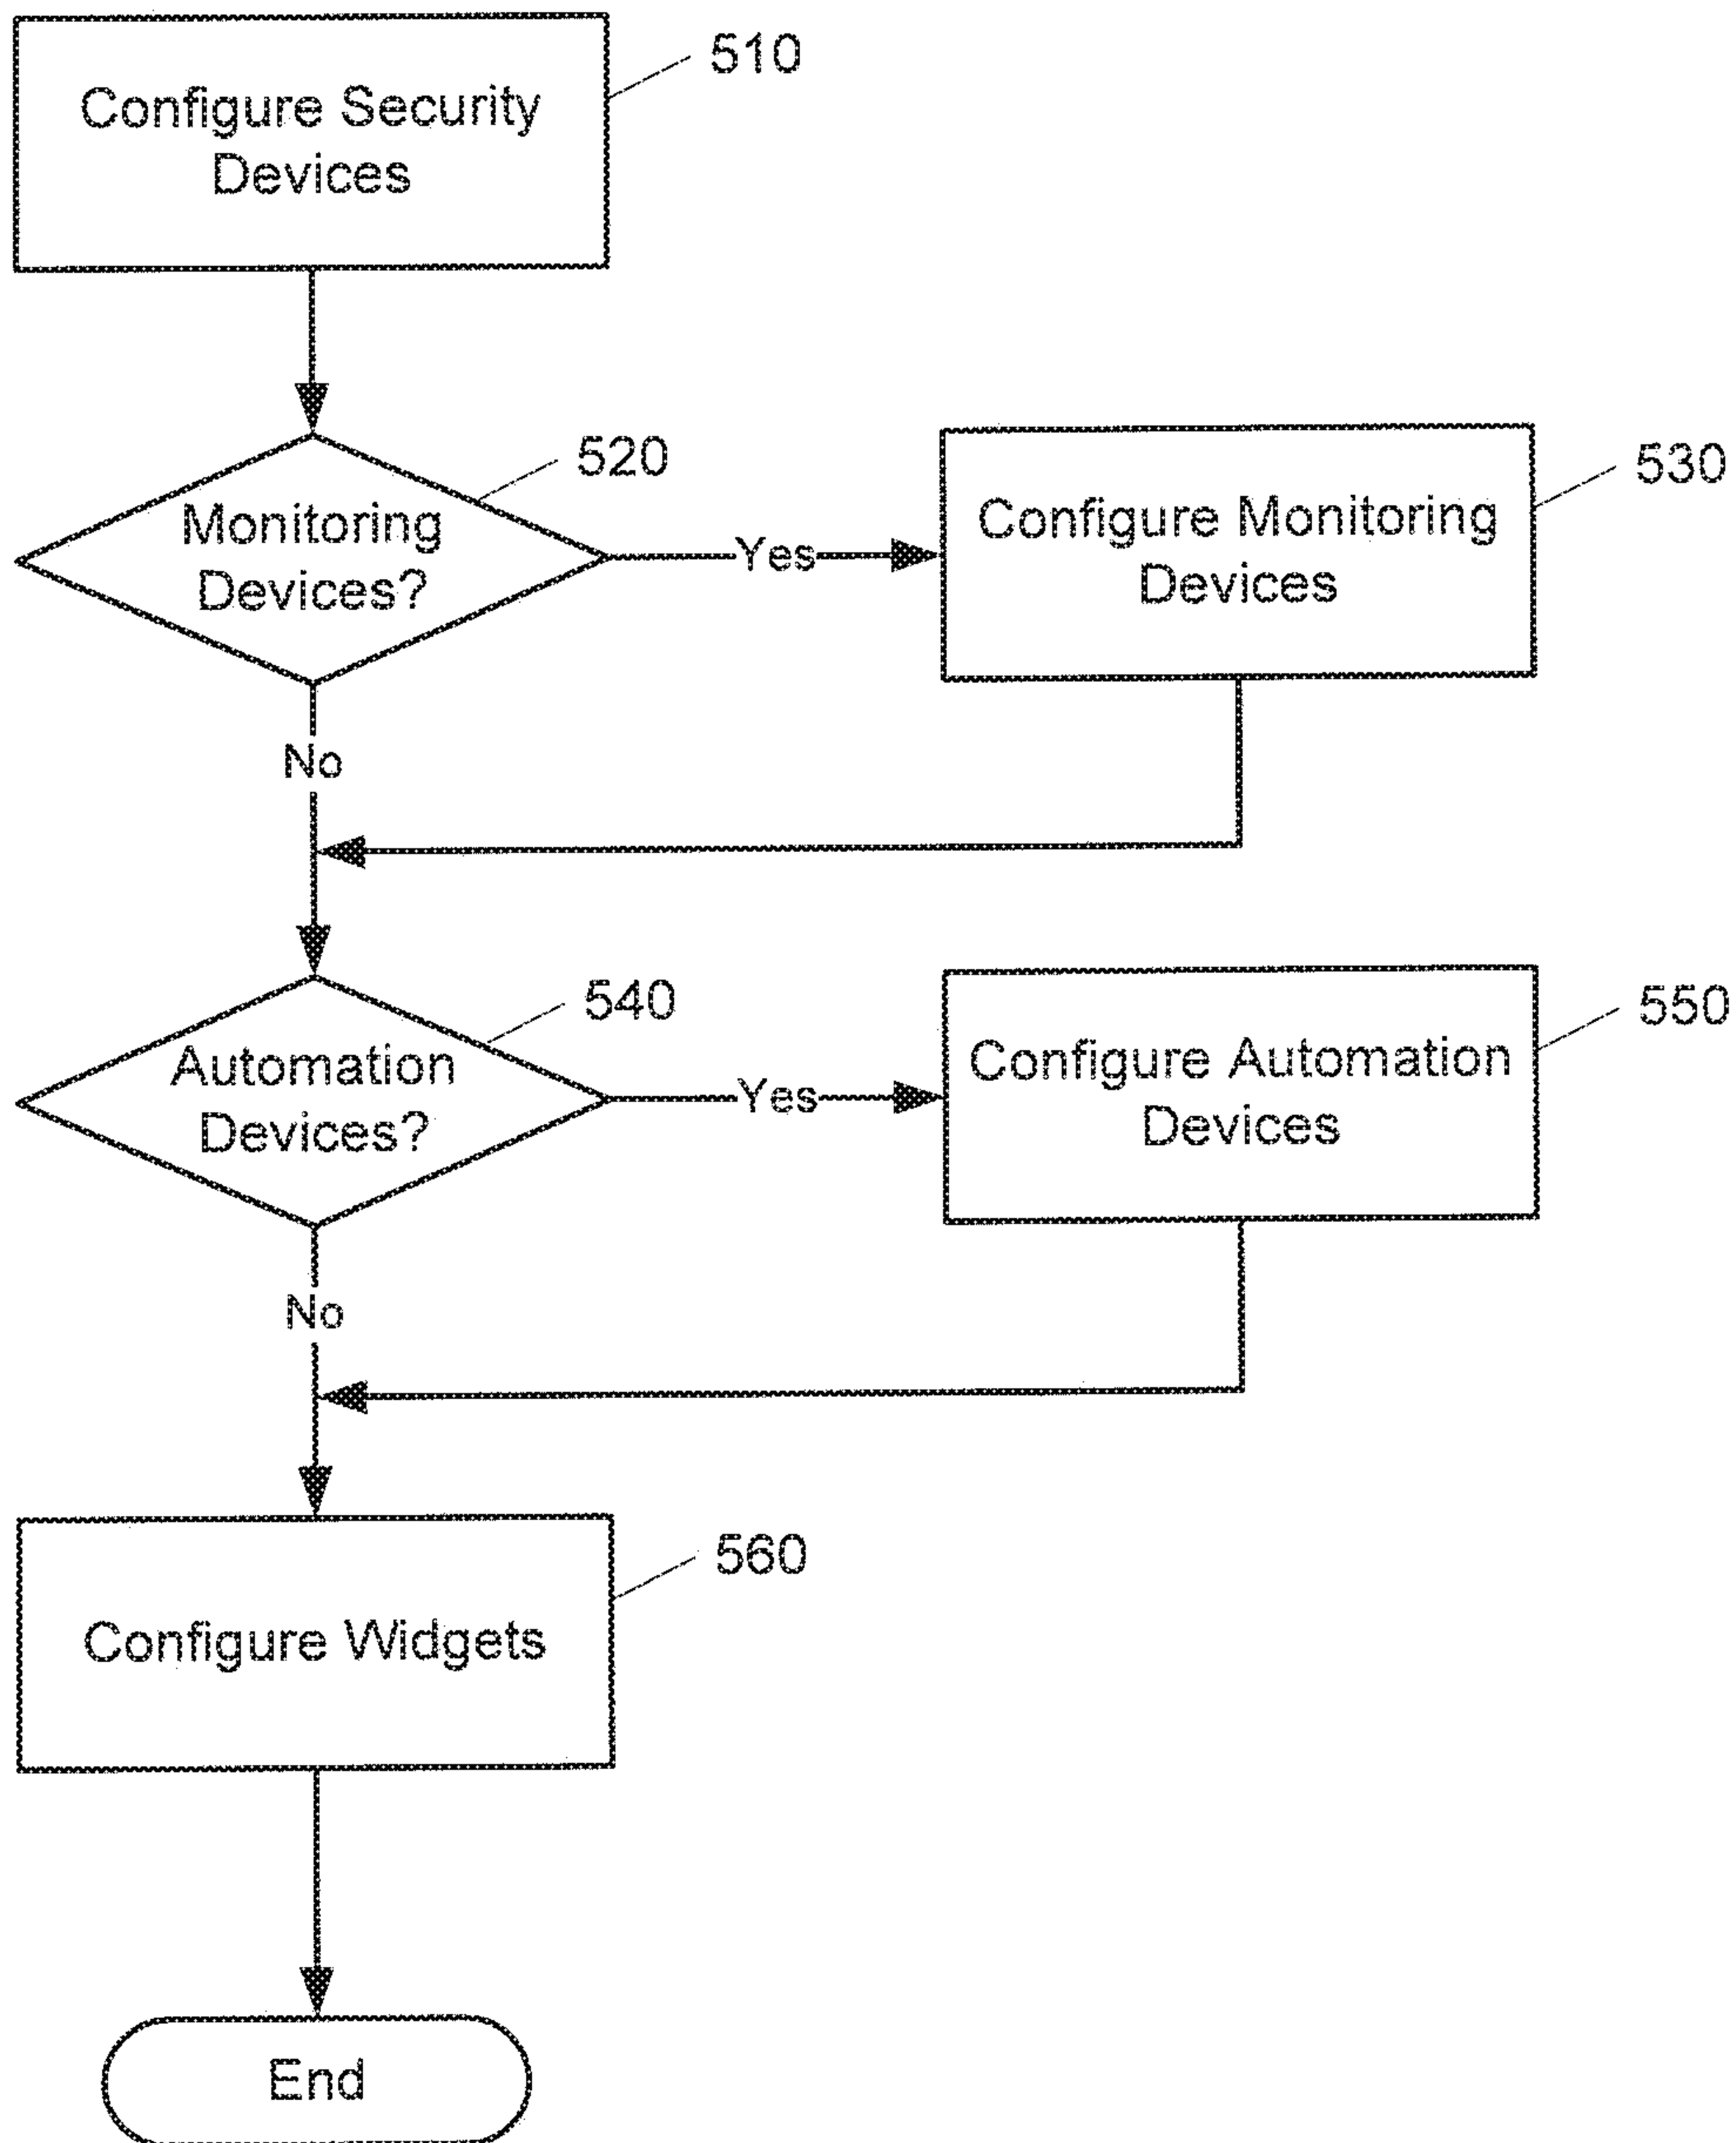 510
Configure Security
Devices
520
Monitoring
Devices?
Yes
530
Configure Monitoring
Devices
No
540
Automation
Devices?
Yes
550
Configure Automation
Devices
No
560
Configure Widgets
End